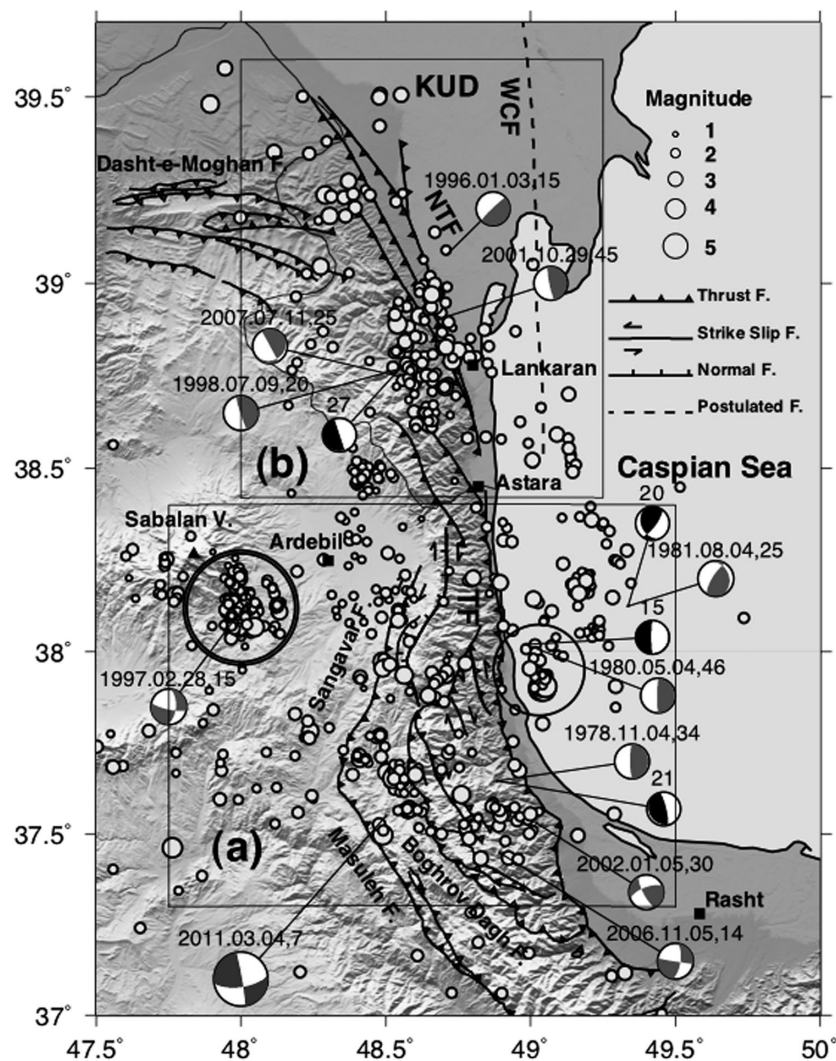 39.5°
39°
38.5°
38°
37.5°
37°
47.5°
48°
48.5°
49°
49.5°
50°
KUD
WCF
Magnitude
1
2
3
4
5
Dasht-e-Moghan F.
1996.01.03,15
NTF
2001.10.29,45
Thrust F.
Strike Slip F.
Normal F.
Postulated F.
2007.07.11,25
Lankaran
1998.07.09,20
27
(b)
Caspian Sea
Astara
20
Sabalan V.
Ardebil
1981.08.04,25
TF
15
Sangavar F.
1997.02.28,15
1980.05.04,46
1978.11.04,34
21
(a)
Masuleh F.
Boghrov Dagh
2002.01.05,30
Rasht
2011.03.04,7
2006.11.05,14